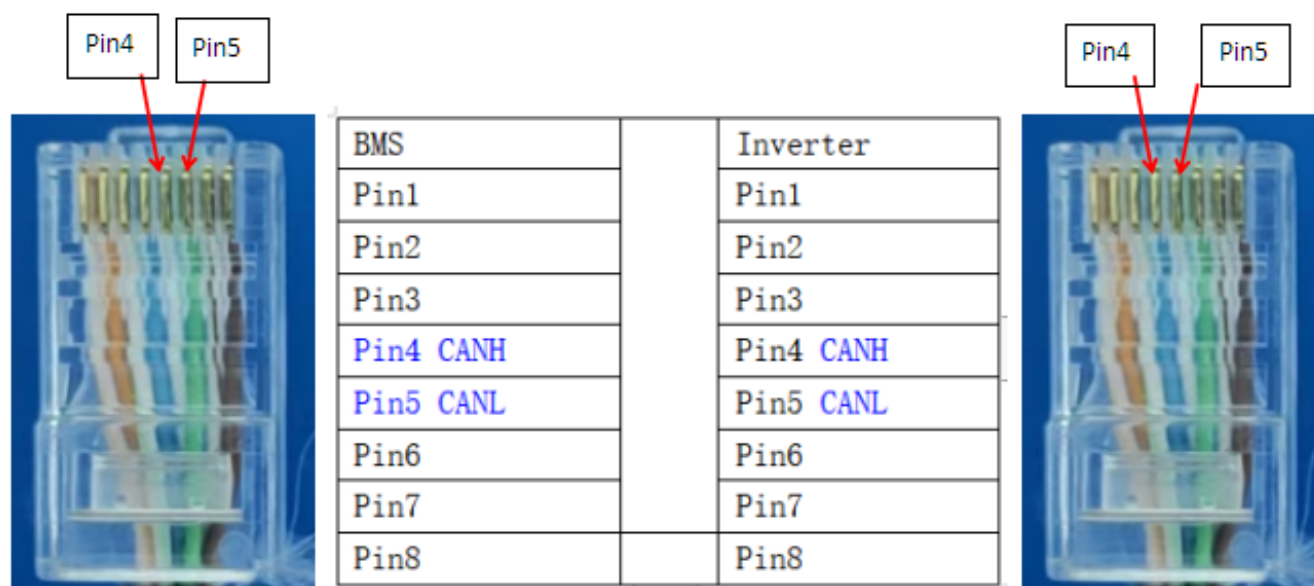 Pin4 Pin5
Pin4 Pin5
BMS Inverter
Pin1 Pin1
Pin2 Pin2
Pin3 Pin3
Pin4 CANH Pin4 CANH
Pin5 CANL Pin5 CANL
Pin6 Pin6
Pin7 Pin7
Pin8 Pin8